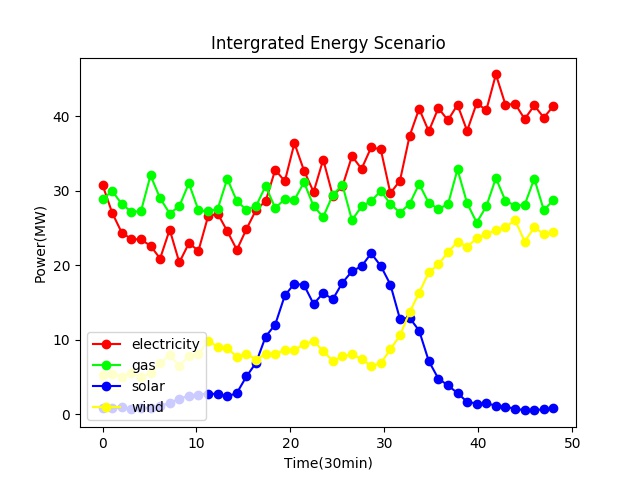 Intergrated Energy Scenario
Power(MW)
40
30
20
10
0
electricity
gas
solar
wind
0 10 20 30 40 50
Time(30min)